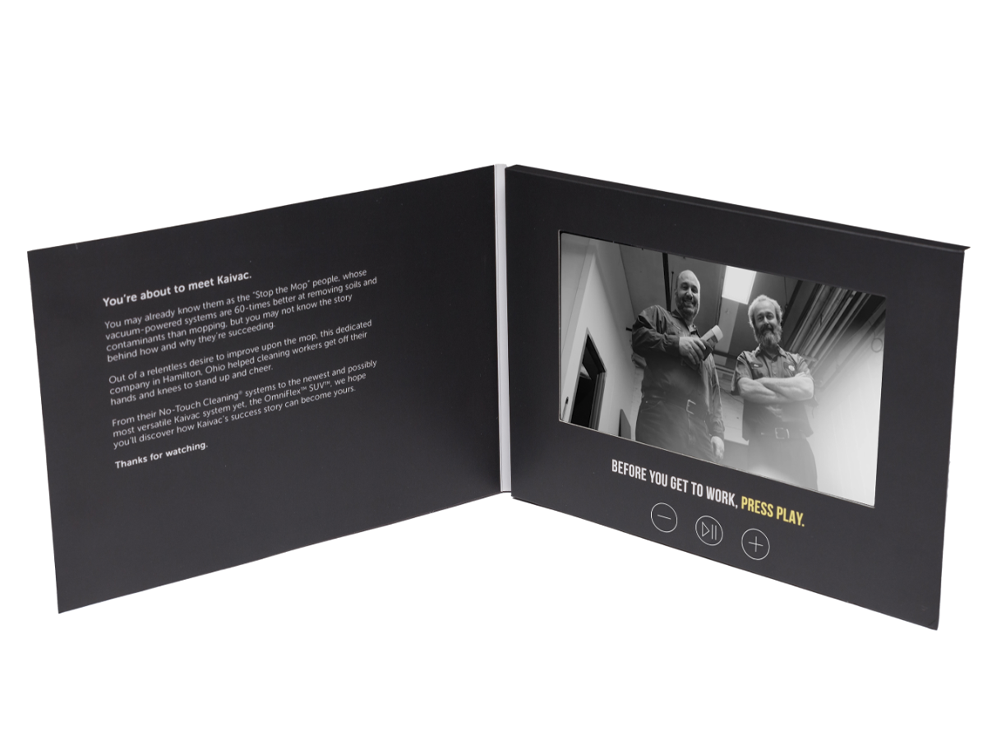 You're about to meet Kaivac.
You may already know them as the "Stop the Mop" people, whose
vacuum-powered systems are 60-times better at removing soils and
contaminants than mopping, but you may not know the story
behind how and why they're succeeding.
Out of a relentless desire to improve upon the mop, this dedicated
company in Hamilton, Ohio helped cleaning workers get off their
hands and knees to stand up and cheer.
From their No-Touch Cleaning® systems to the newest and possibly
most versatile Kaivac system yet, the OmniFlex™ SUV™, we hope
you'll discover how Kaivac's success story can become yours.
Thanks for watching.
BEFORE YOU GET TO WORK, PRESS PLAY.